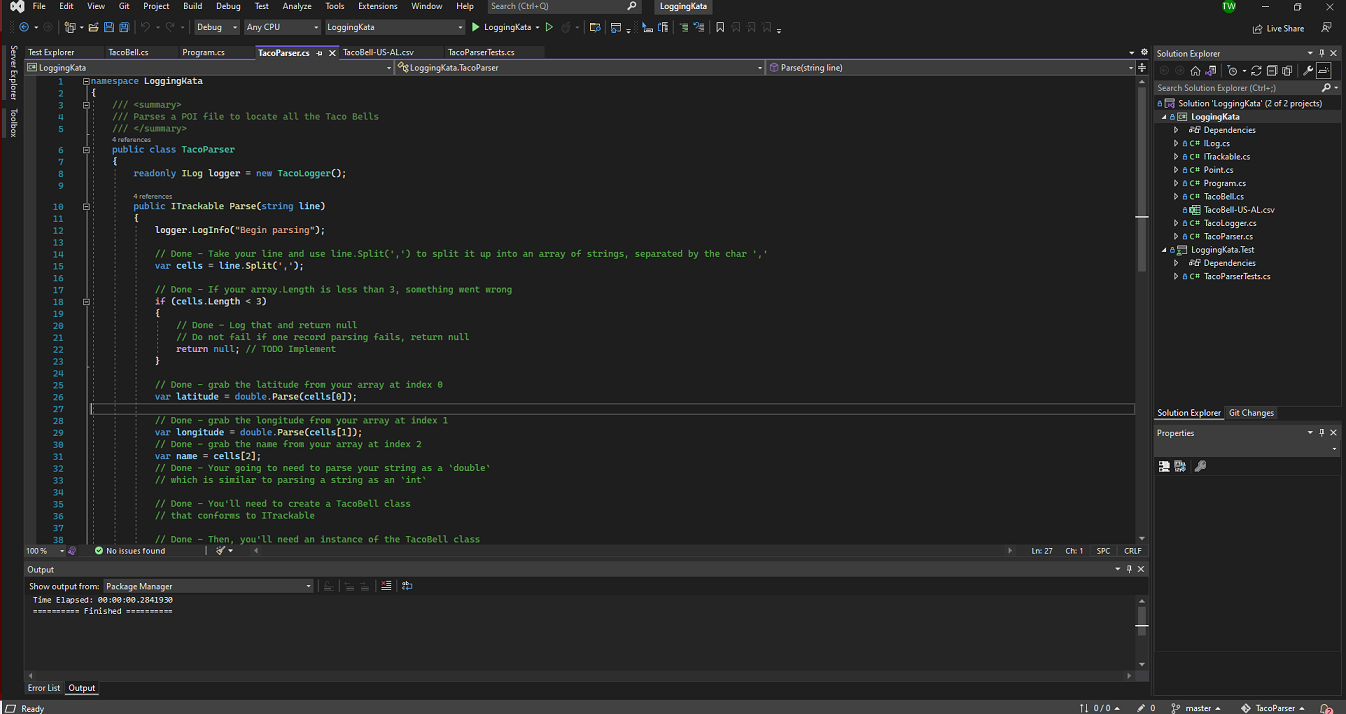 File Edit View Git Project Build Debug Test Analyze Tools Extensions Window Help Search (Ctrl+Q) LoggingKata TW
Debug Any CPU LoggingKata LoggingKata Live Share
Server Explorer
Toolbox
Test Explorer TacoBell.cs Program.cs TacoParser.cs TacoBell-US-AL.csv TacoParserTests.cs
LoggingKata LoggingKata.TacoParser Parse(string line)
1 namespace LoggingKata
2 {
3 /// <summary>
4 /// Parses a POI file to locate all the Taco Bells
5 /// </summary>
4 references
6 public class TacoParser
7 {
8 readonly ILog logger = new TacoLogger();
9
4 references
10 public ITrackable Parse(string line)
11 {
12 logger.LogInfo("Begin parsing");
13
14 // Done - Take your line and use line.Split(',') to split it up into an array of strings, separated by the char ','
15 var cells = line.Split(',');
16
17 // Done - If your array.Length is less than 3, something went wrong
18 if (cells.Length < 3)
19 {
20 // Done - Log that and return null
21 // Do not fail if one record parsing fails, return null
22 return null; // TODO Implement
23 }
24
25 // Done - grab the latitude from your array at index 0
26 var latitude = double.Parse(cells[0]);
27
28 // Done - grab the longitude from your array at index 1
29 var longitude = double.Parse(cells[1]);
30 // Done - grab the name from your array at index 2
31 var name = cells[2];
32 // Done - Your going to need to parse your string as a `double`
33 // which is similar to parsing a string as an `int`
34
35 // Done - You'll need to create a TacoBell class
36 // that conforms to ITrackable
37
38 // Done - Then, you'll need an instance of the TacoBell class
100 % No issues found Ln: 27 Ch: 1 SPC CRLF
Output
Show output from: Package Manager
Time Elapsed: 00:00:00.2841930
========== Finished ==========
Error List Output
Solution Explorer
Search Solution Explorer (Ctrl+;)
Solution 'LoggingKata' (2 of 2 projects)
LoggingKata
Dependencies
C# ILog.cs
C# ITrackable.cs
C# Point.cs
C# Program.cs
C# TacoBell.cs
TacoBell-US-AL.csv
C# TacoLogger.cs
C# TacoParser.cs
LoggingKata.Test
Dependencies
C# TacoParserTests.cs
Solution Explorer Git Changes
Properties
Ready 0 / 0 0 master TacoParser 2